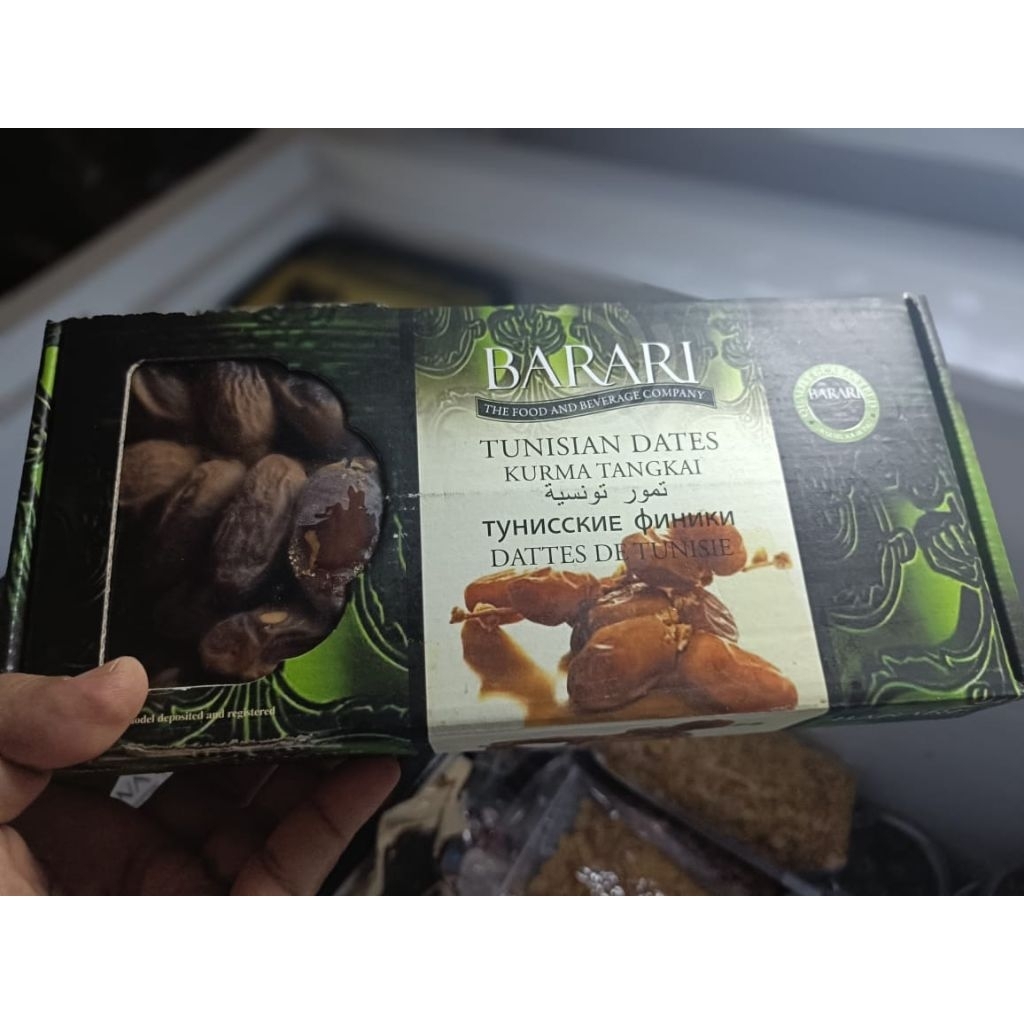 BARARI
THE FOOD AND BEVERAGE COMPANY
TUNISIAN DATES
KURMA TANGKAI
تمور تونسية
ТУНИССКИЕ ФИНИКИ
DATTES DE TUNISIE
BARARI
deposited and registered